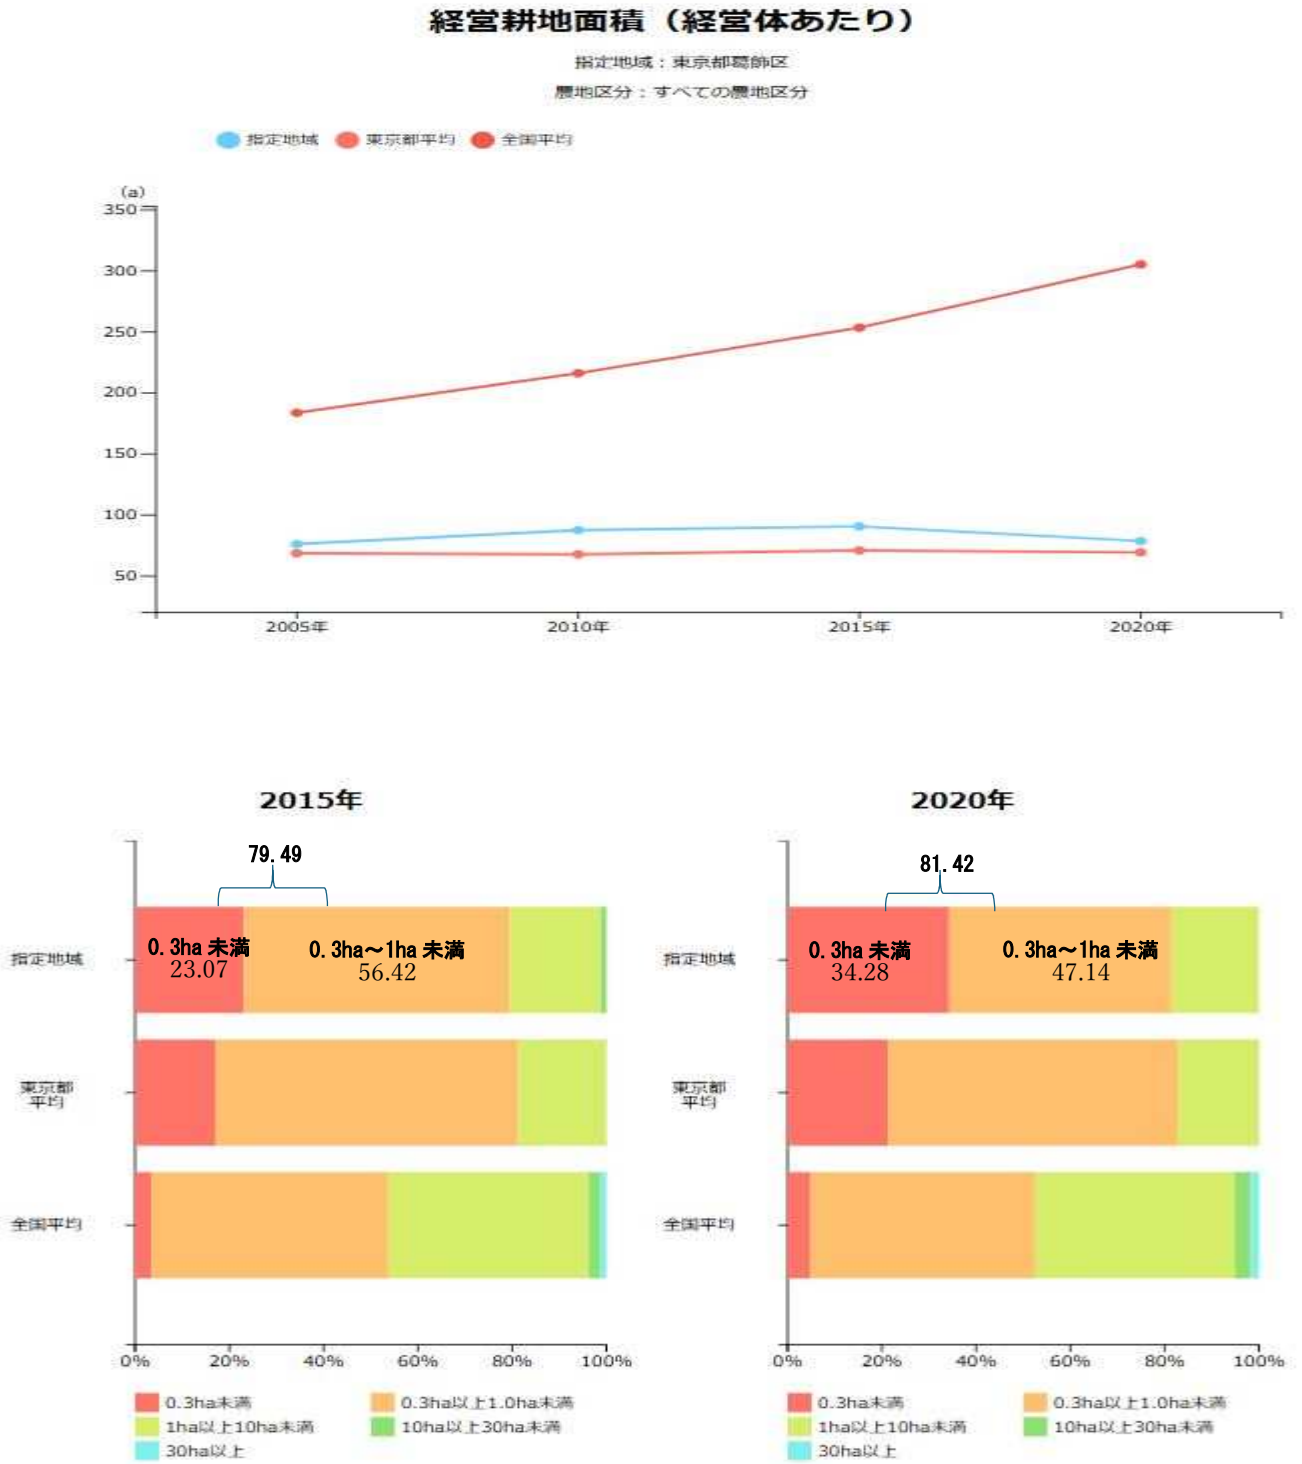 経営耕地面積（経営体あたり）
指定地域：東京都葛飾区
農地区分：すべての農地区分
指定地域 東京都平均 全国平均
(a)
350
300
250
200
150
100
50
2005年 2010年 2015年 2020年
2015年
79.49
0.3ha 未満 0.3ha～1ha 未満
23.07 56.42
指定地域
東京都
平均
全国平均
0% 20% 40% 60% 80% 100%
0.3ha未満 0.3ha以上1.0ha未満
1ha以上10ha未満 10ha以上30ha未満
30ha以上
2020年
81.42
0.3ha 未満 0.3ha～1ha 未満
34.28 47.14
指定地域
東京都
平均
全国平均
0% 20% 40% 60% 80% 100%
0.3ha未満 0.3ha以上1.0ha未満
1ha以上10ha未満 10ha以上30ha未満
30ha以上